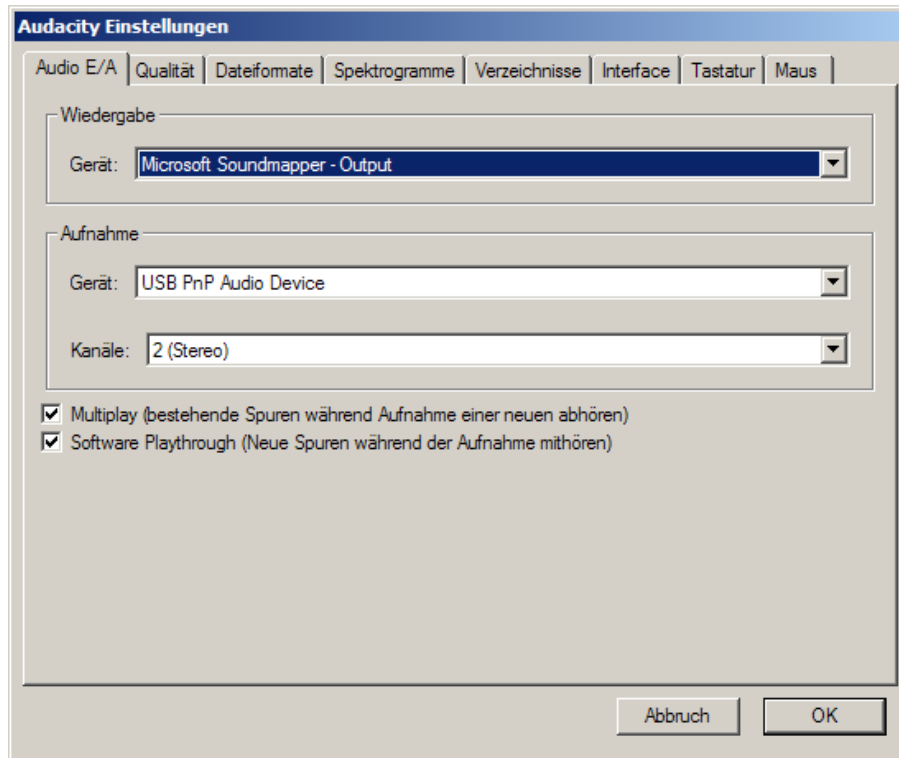 Audacity Einstellungen
Audio E/A Qualität Dateiformate Spektrogramme Verzeichnisse Interface Tastatur Maus
Wiedergabe
Gerät: Microsoft Soundmapper - Output
Aufnahme
Gerät: USB PnP Audio Device
Kanäle: 2 (Stereo)
Multiplay (bestehende Spuren während Aufnahme einer neuen abhören)
Software Playthrough (Neue Spuren während der Aufnahme mithören)
Abbruch OK